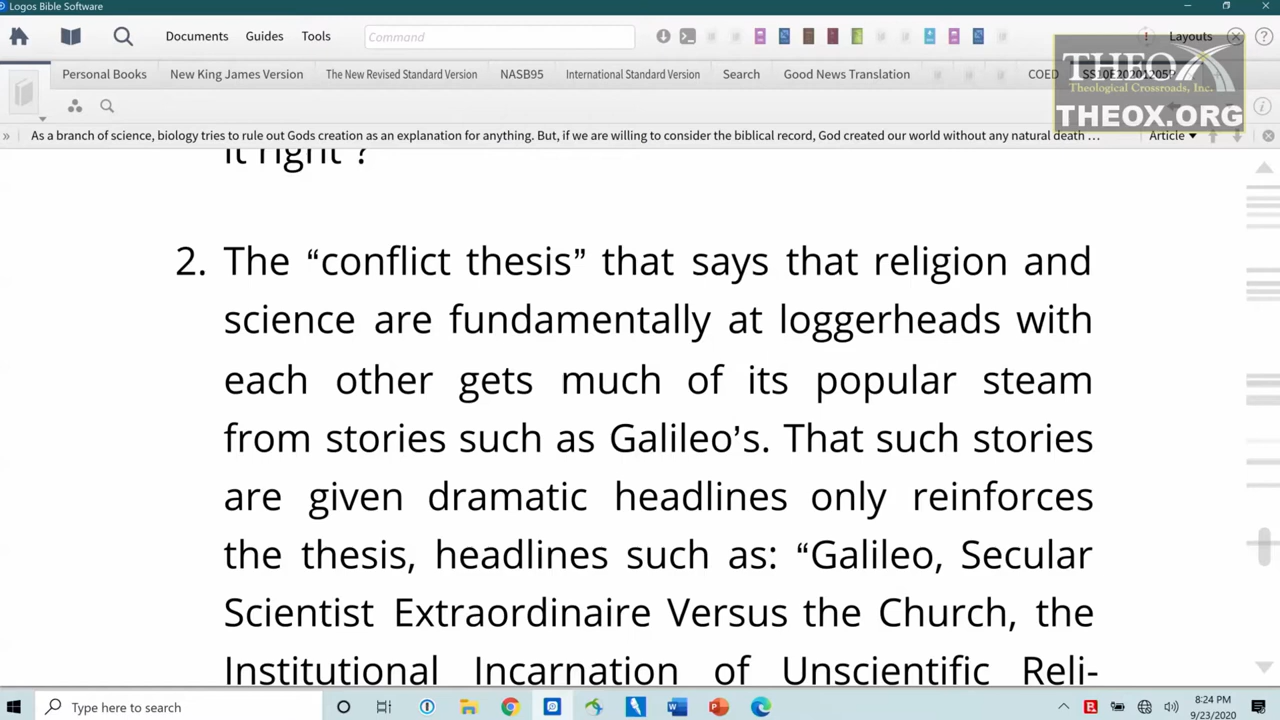 Logos Bible Software
Documents Guides Tools Command Layouts
Personal Books New King James Version The New Revised Standard Version NASB95 International Standard Version Search Good News Translation COED
THEOX
Theological Crossroads, Inc.
THEOX.ORG
» As a branch of science, biology tries to rule out Gods creation as an explanation for anything. But, if we are willing to consider the biblical record, God created our world without any natural death ... Article
it right ?
2. The “conflict thesis” that says that religion and
science are fundamentally at loggerheads with
each other gets much of its popular steam
from stories such as Galileo’s. That such stories
are given dramatic headlines only reinforces
the thesis, headlines such as: “Galileo, Secular
Scientist Extraordinaire Versus the Church, the
Institutional Incarnation of Unscientific Reli-
Type here to search
8:24 PM
9/23/2020